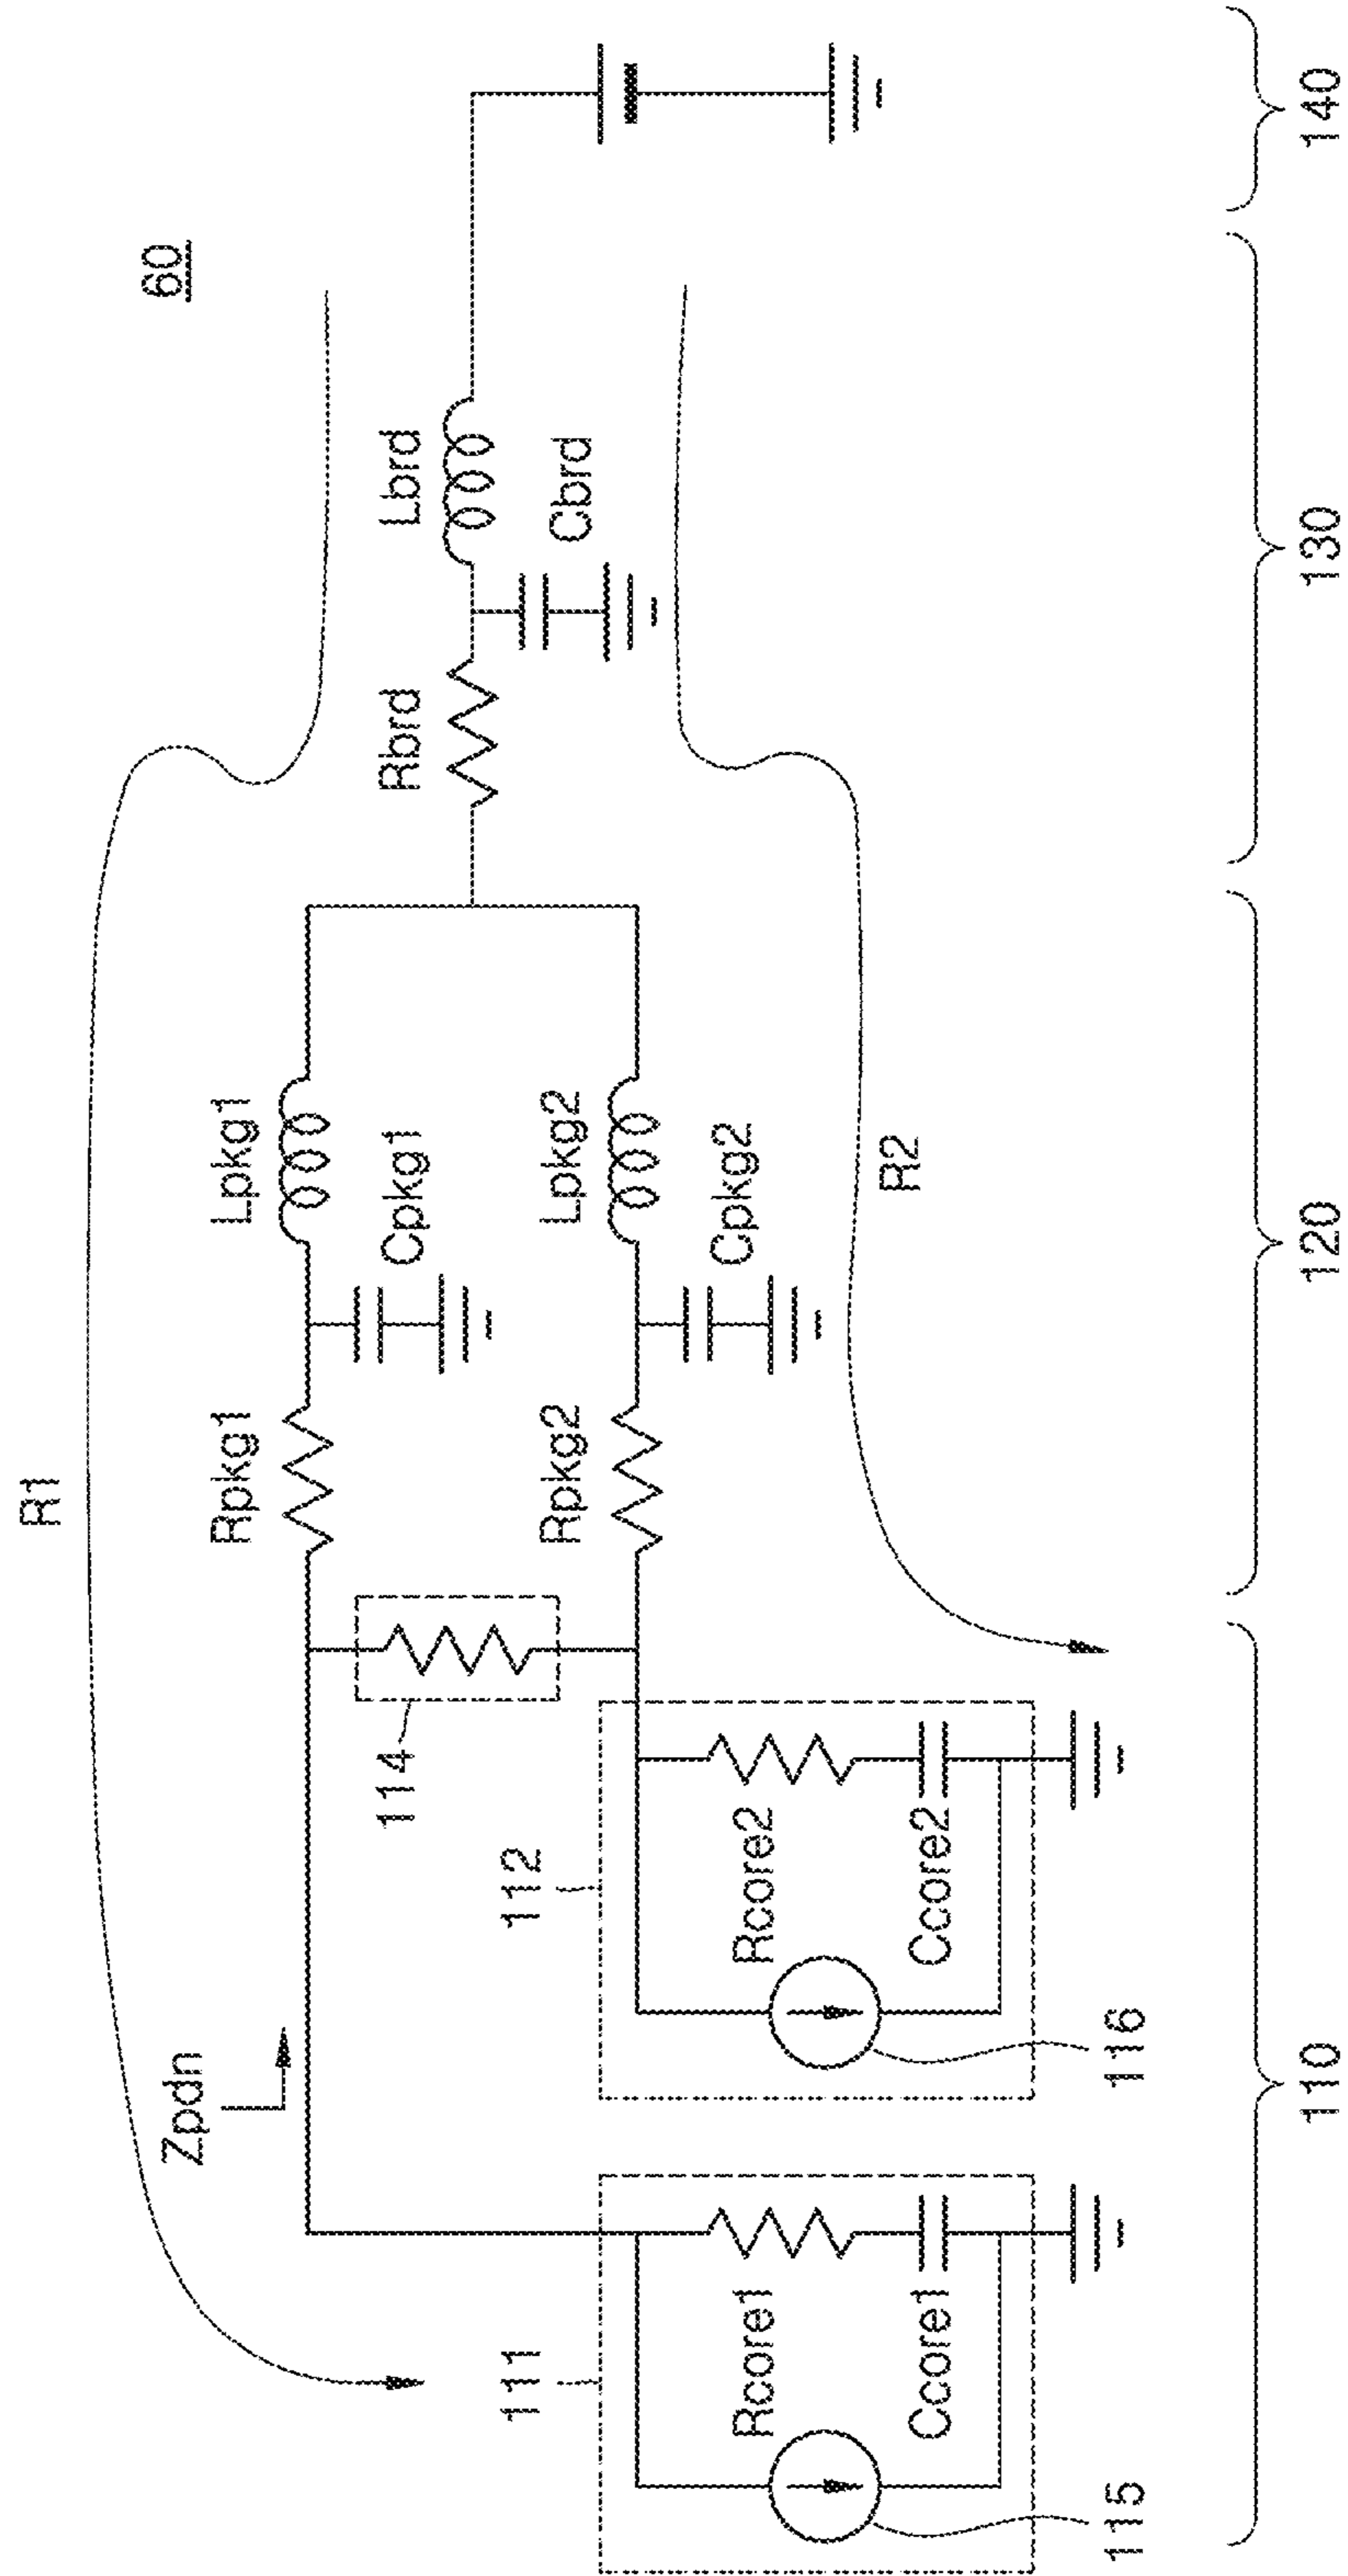 60
R1
Zpdn
Rpkg1
Lpkg1
Cpkg1
Rbrd
Lbrd
Cbrd
114
Rpkg2
Lpkg2
Cpkg2
R2
111
112
Rcore1
Ccore1
Rcore2
Ccore2
115
116
110
120
130
140